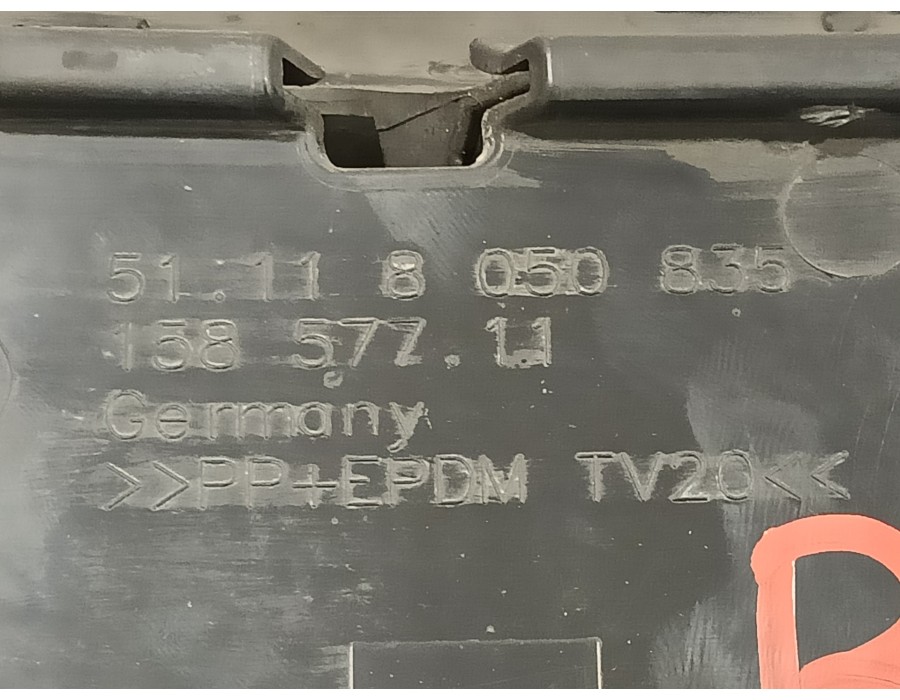 51.11 8 050 835
158 577.11
Germany
>>PP+EPDM TV20<<